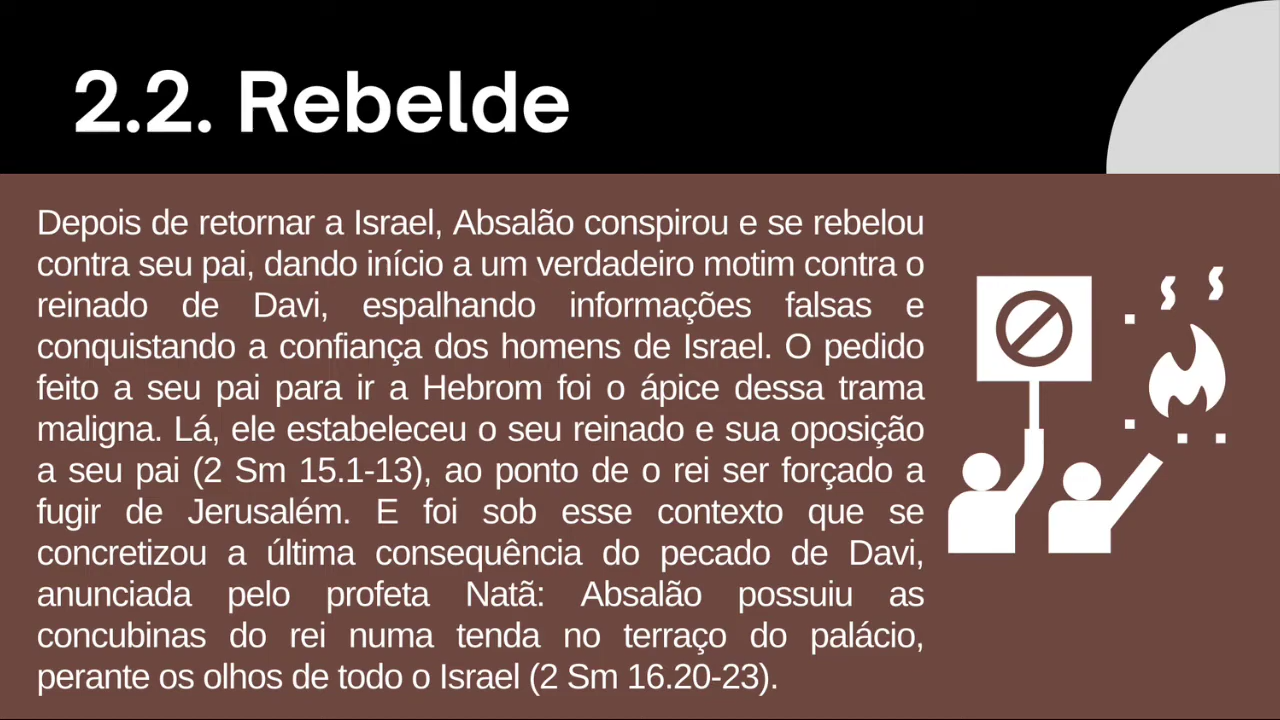 2.2. Rebelde
Depois de retornar a Israel, Absalão conspirou e se rebelou
contra seu pai, dando início a um verdadeiro motim contra o
reinado de Davi, espalhando informações falsas e
conquistando a confiança dos homens de Israel. O pedido
feito a seu pai para ir a Hebrom foi o ápice dessa trama
maligna. Lá, ele estabeleceu o seu reinado e sua oposição
a seu pai (2 Sm 15.1-13), ao ponto de o rei ser forçado a
fugir de Jerusalém. E foi sob esse contexto que se
concretizou a última consequência do pecado de Davi,
anunciada pelo profeta Natã: Absalão possuiu as
concubinas do rei numa tenda no terraço do palácio,
perante os olhos de todo o Israel (2 Sm 16.20-23).